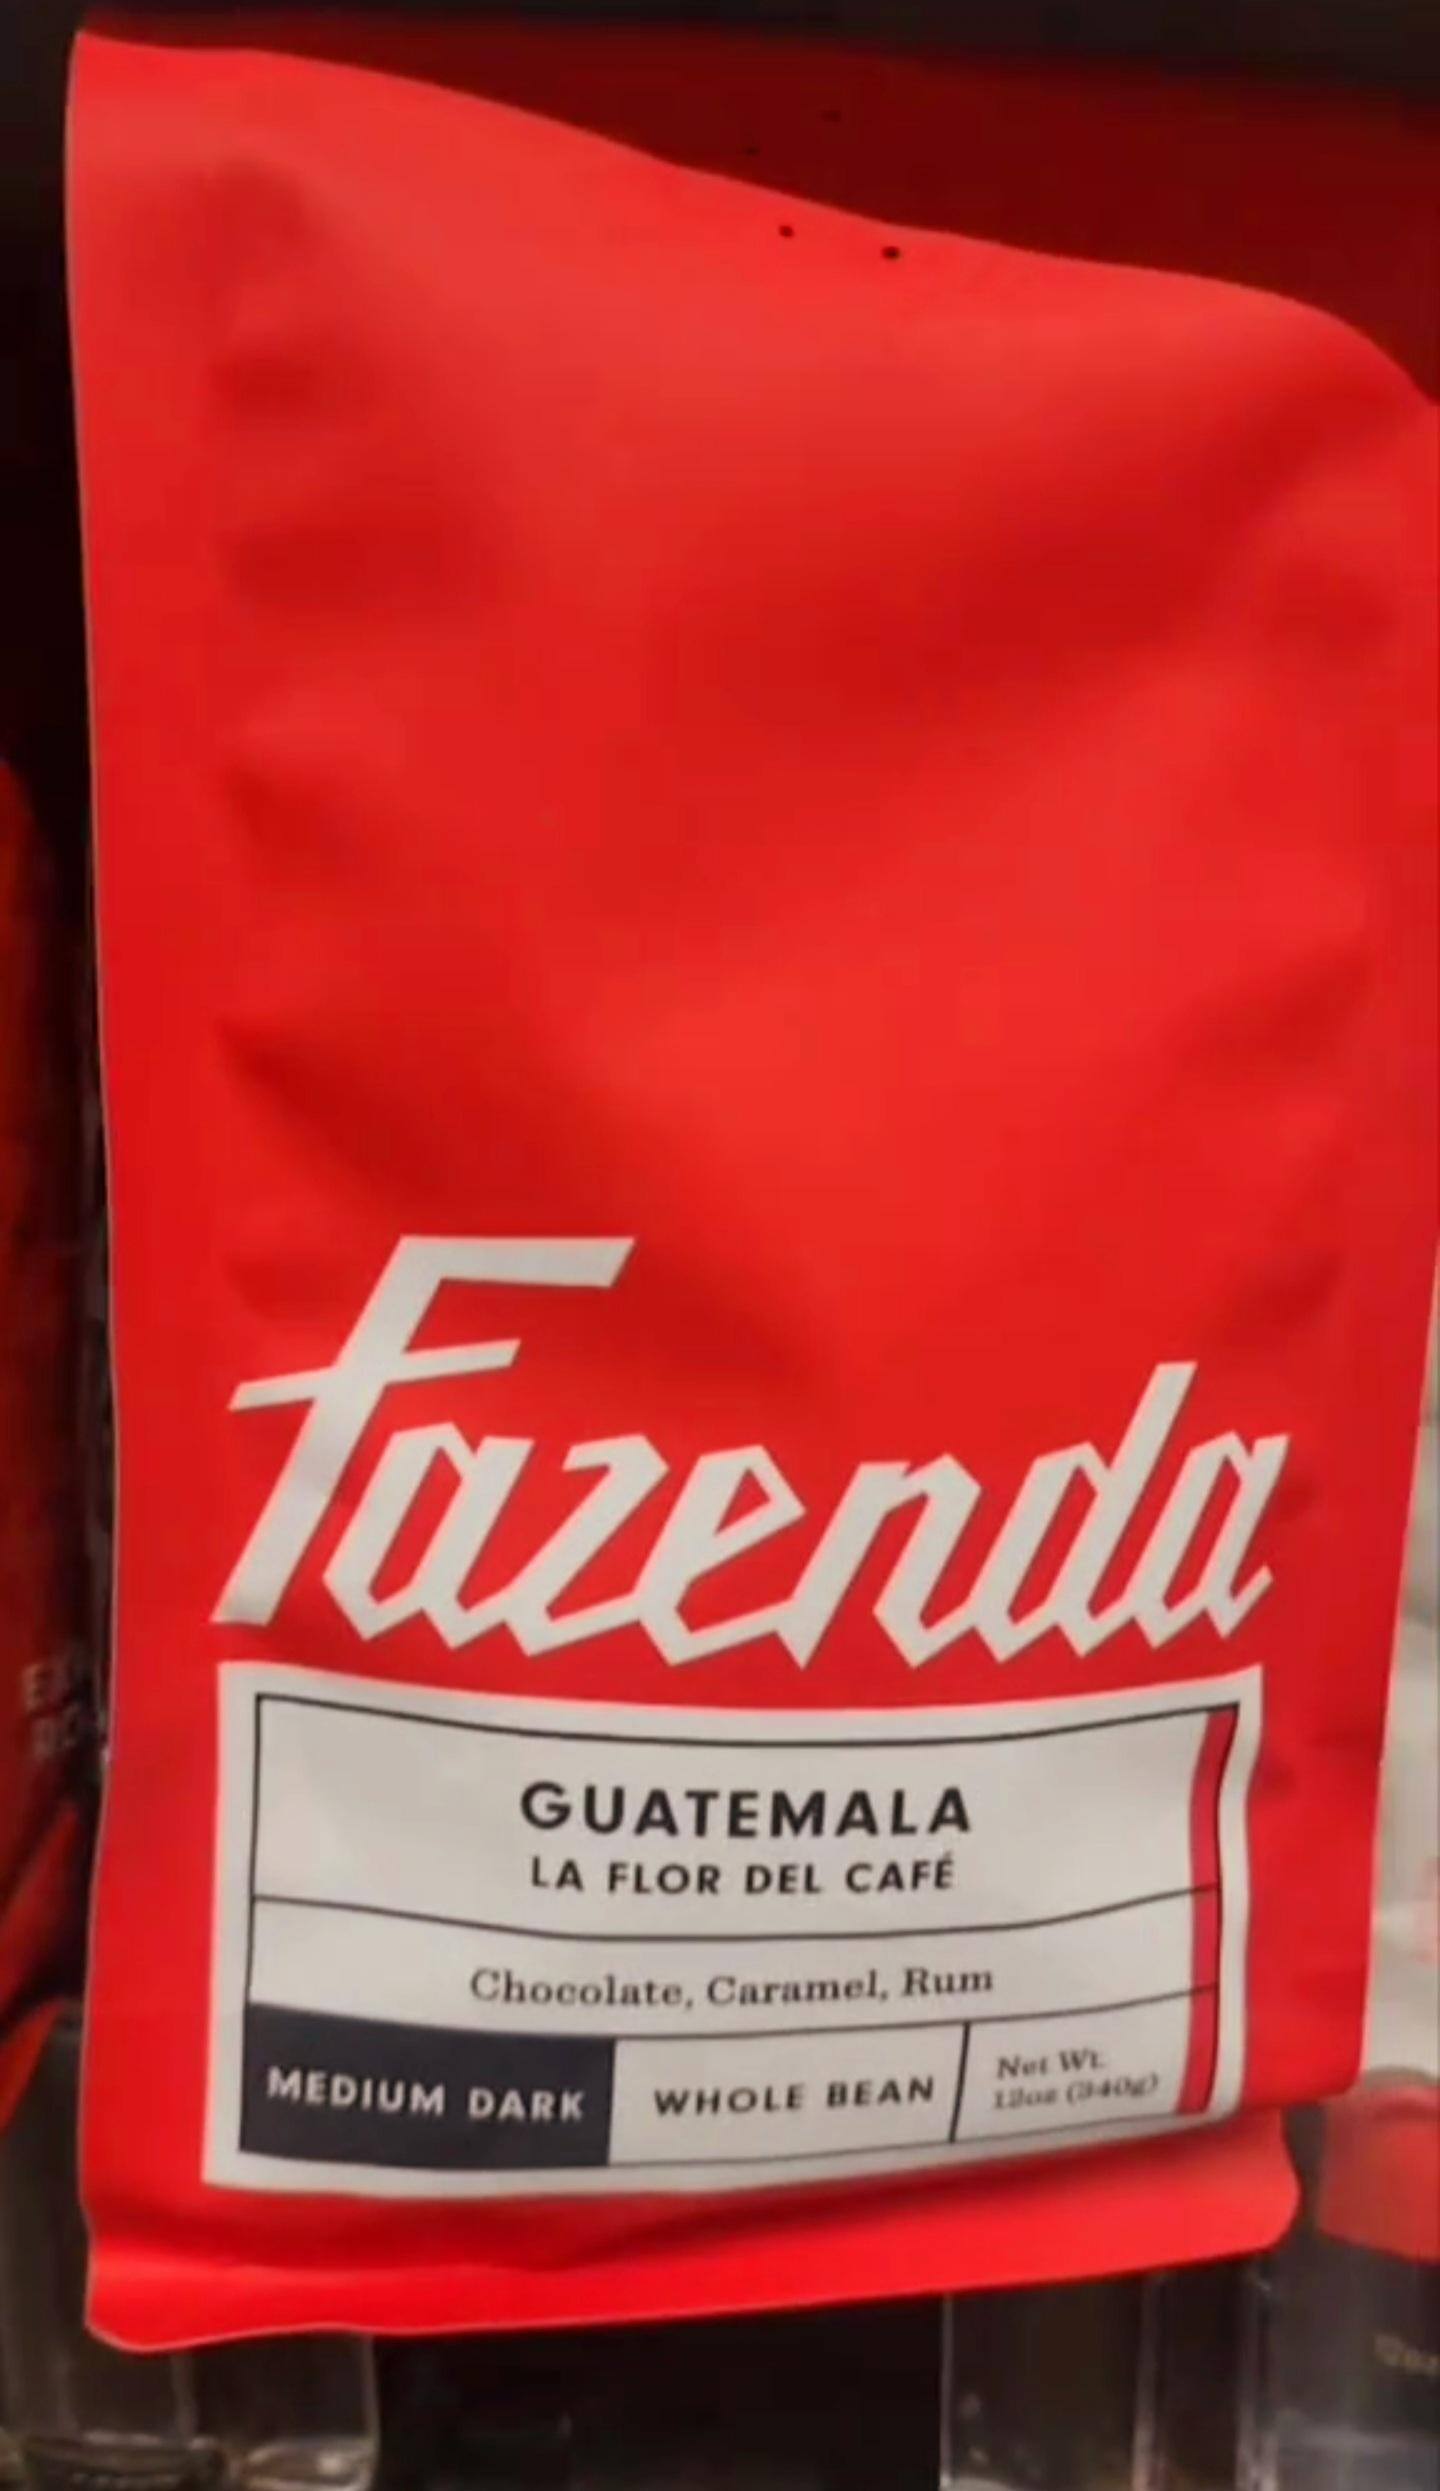 Fazenda
GUATEMALA
LA FLOR DEL CAFÉ
Chocolate, Caramel, Rum
MEDIUM DARK
WHOLE BEAN
Net Wt.
12oz (340g)